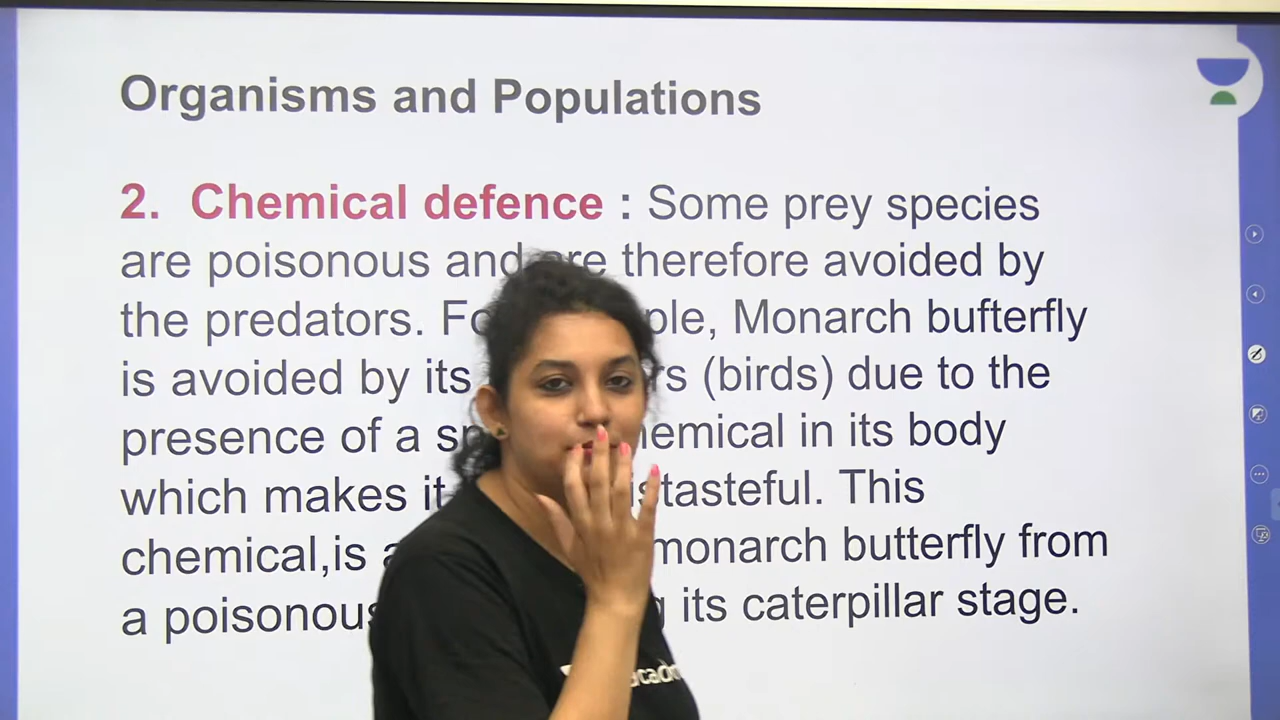 Organisms and Populations
2. Chemical defence : Some prey species
are poisonous and are therefore avoided by
the predators. ple, Monarch bufterfly
is avoided by its rs (birds) due to the
presence of a hemical in its body
which makes it stasteful. This
chemical,is monarch butterfly from
a poisonous its caterpillar stage.
acad